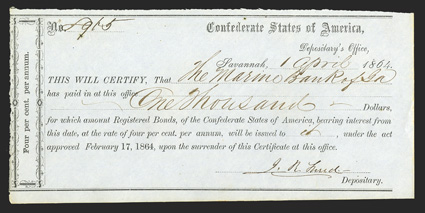 No. 8965 Confederate States of America,
Depositary's Office,
Savannah, 1 April 1864.
THIS WILL CERTIFY, That The Marine Bank of Ga
has paid in at this office One Thousand Dollars,
for which amount Registered Bonds, of the Confederate States of America, bearing interest from
this date, at the rate of four per cent. per annum, will be issued to it, under the act
approved February 17, 1864, upon the surrender of this Certificate at this office.
Depositary.
Four per cent. per annum.